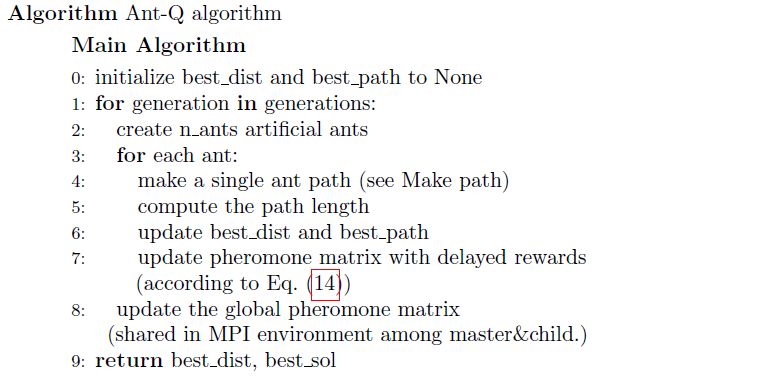 Algorithm Ant-Q algorithm
Main Algorithm
0: initialize best_dist and best_path to None
1: for generation in generations:
2: create n_ants artificial ants
3: for each ant:
4: make a single ant path (see Make path)
5: compute the path length
6: update best_dist and best_path
7: update pheromone matrix with delayed rewards
(according to Eq. (14))
8: update the global pheromone matrix
(shared in MPI environment among master&child.)
9: return best_dist, best_sol